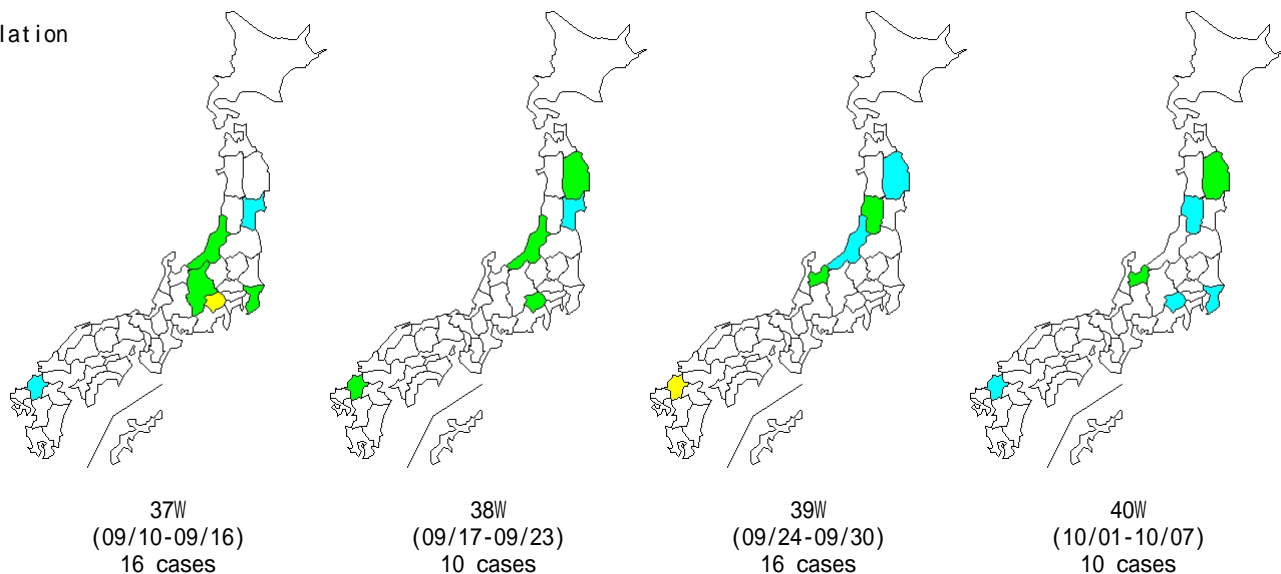 lation
37W 38W 39W 40W
(09/10-09/16) (09/17-09/23) (09/24-09/30) (10/01-10/07)
16 cases 10 cases 16 cases 10 cases